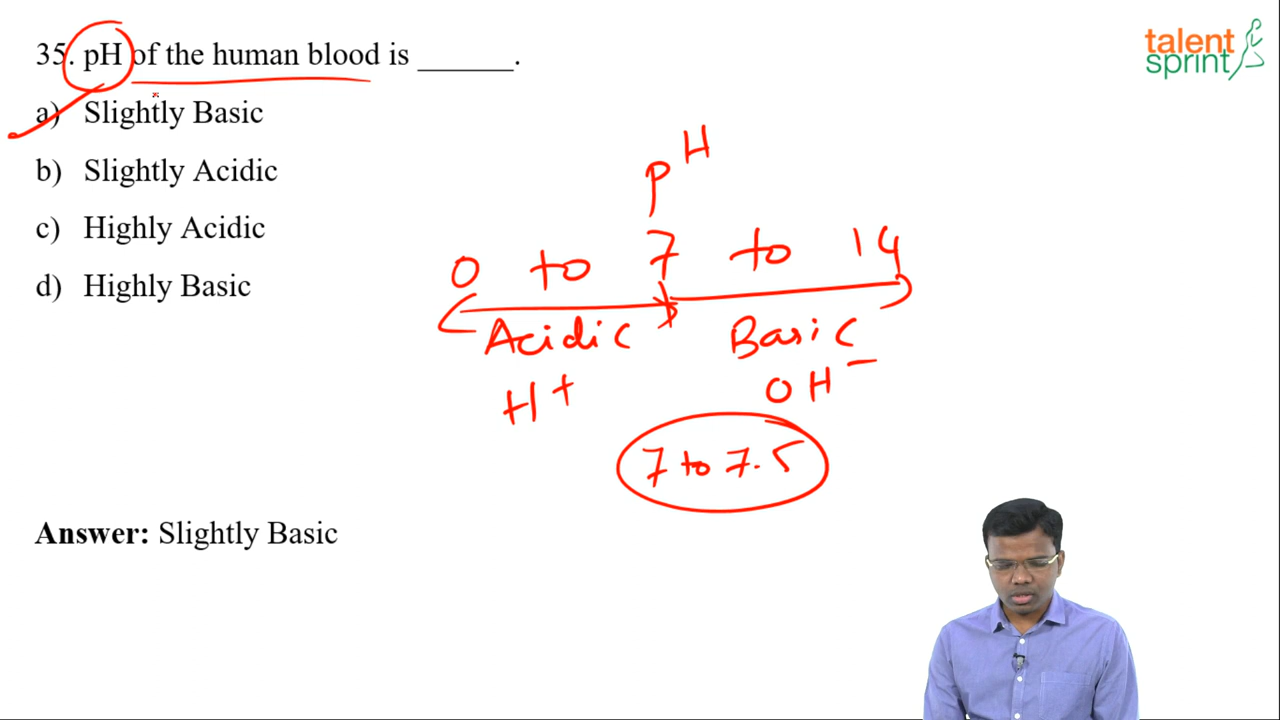 35. pH of the human blood is ______.
talent
sprint
a) Slightly Basic
b) Slightly Acidic
c) Highly Acidic
d) Highly Basic
pH
0 to 7 to 14
Acidic Basic
H+ OH−
7 to 7.5
Answer: Slightly Basic